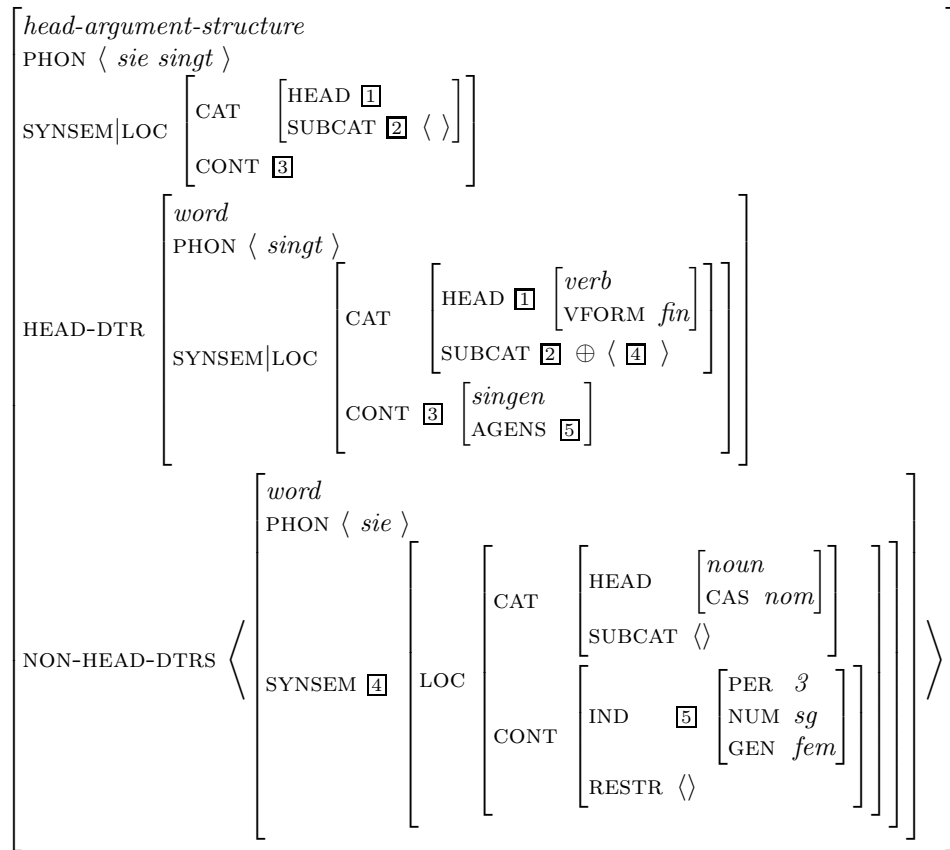 head-argument-structure
PHON ⟨ sie singt ⟩
SYNSEM|LOC [CAT [HEAD 1
SUBCAT 2 ⟨ ⟩]
CONT 3]
HEAD-DTR
word
PHON ⟨ singt ⟩
SYNSEM|LOC
CAT
HEAD 1 [verb
VFORM fin]
SUBCAT 2 ⊕ ⟨ 4 ⟩
CONT 3 [singen
AGENS 5]
NON-HEAD-DTRS ⟨
word
PHON ⟨ sie ⟩
SYNSEM 4
LOC
CAT
HEAD [noun
CAS nom]
SUBCAT ⟨⟩
CONT
IND 5 [PER 3
NUM sg
GEN fem]
RESTR ⟨⟩
⟩